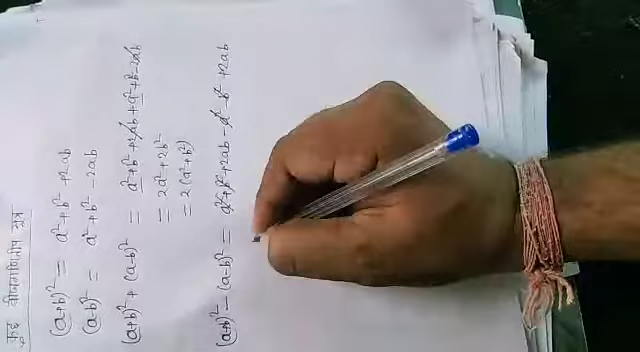 कुछ बीजगणितीय सूत्र
(a+b)² = a²+b²+2ab
(a-b)² = a²+b²-2ab
(a+b)²+(a-b)² = a²+b²+2ab+a²+b²-2ab
= 2a²+2b²
= 2(a²+b²)
(a+b)²-(a-b)² = a²+b²+2ab-a²-b²+2ab